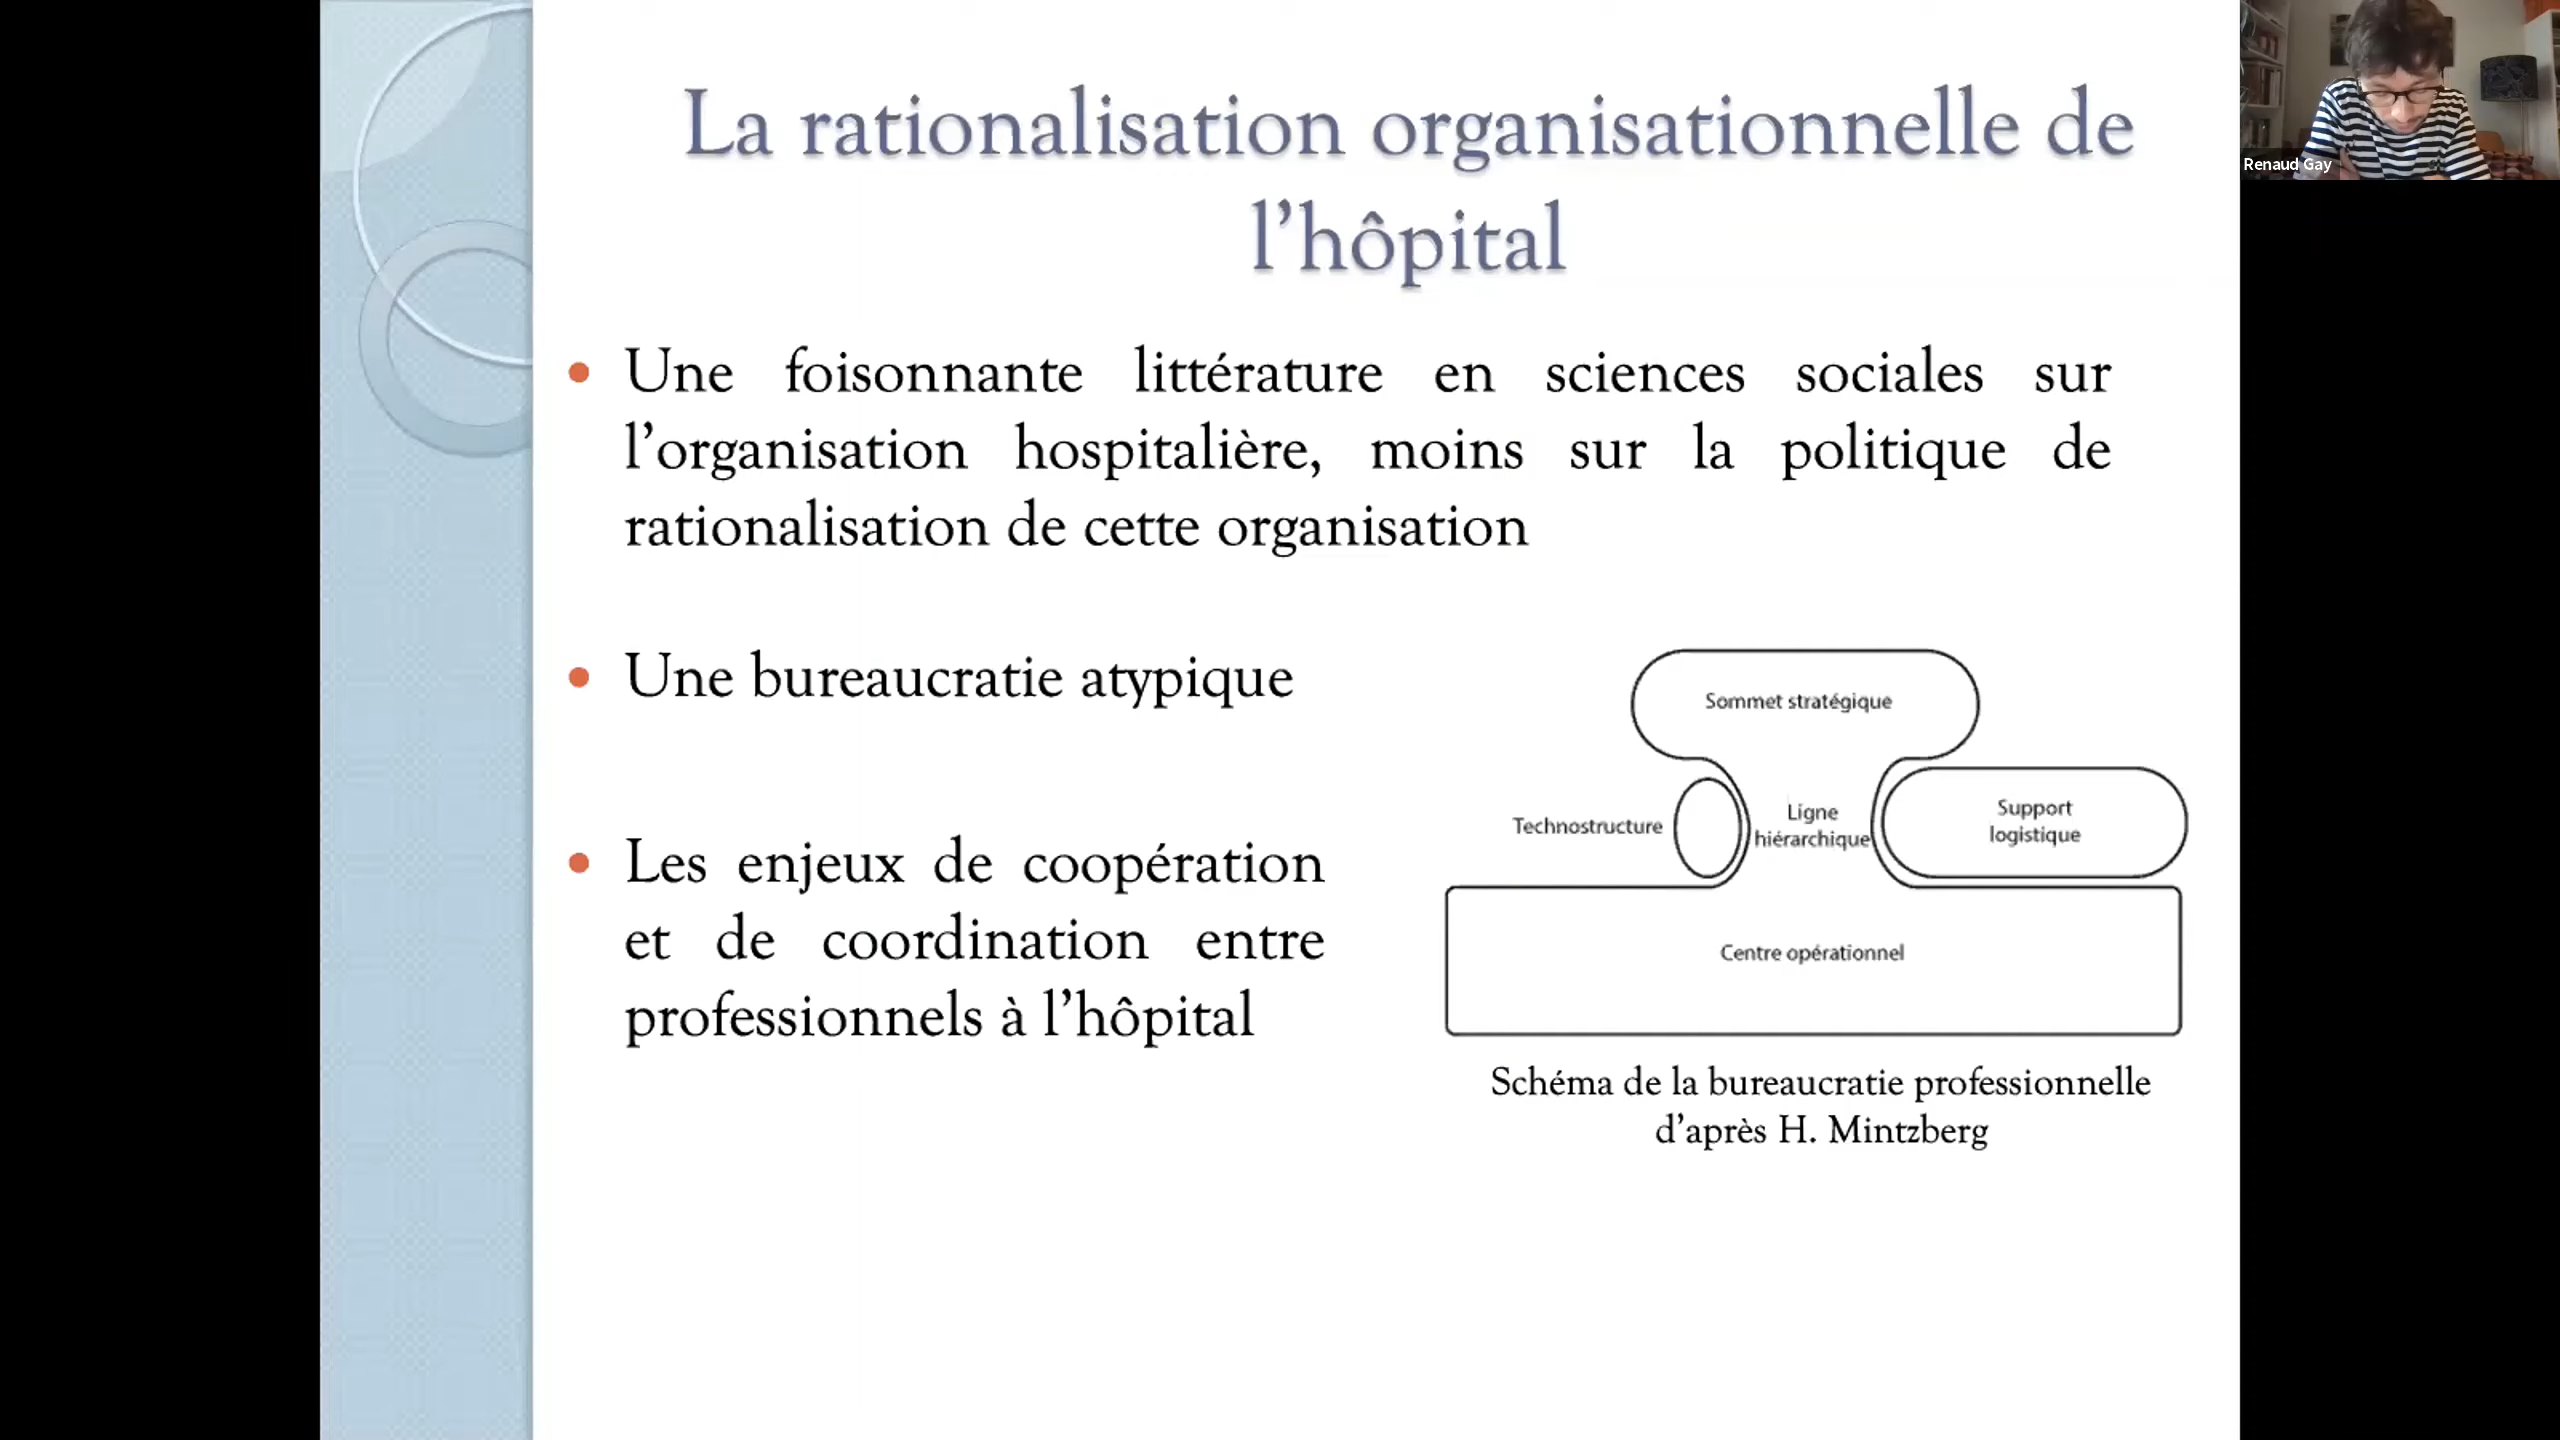 La rationalisation organisationnelle de
l’hôpital
Renaud Gay
• Une foisonnante littérature en sciences sociales sur
l’organisation hospitalière, moins sur la politique de
rationalisation de cette organisation
• Une bureaucratie atypique
• Les enjeux de coopération
et de coordination entre
professionnels à l’hôpital
Sommet stratégique
Technostructure
Ligne
hiérarchique
Support
logistique
Centre opérationnel
Schéma de la bureaucratie professionnelle
d’après H. Mintzberg